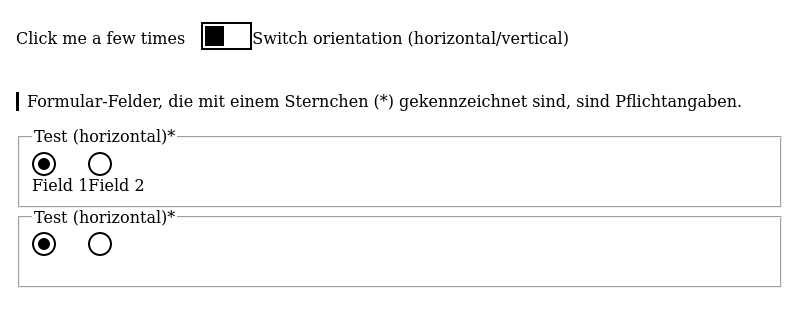 Click me a few times Switch orientation (horizontal/vertical)
Formular-Felder, die mit einem Sternchen (*) gekennzeichnet sind, sind Pflichtangaben.
Test (horizontal)*
Field 1Field 2
Test (horizontal)*